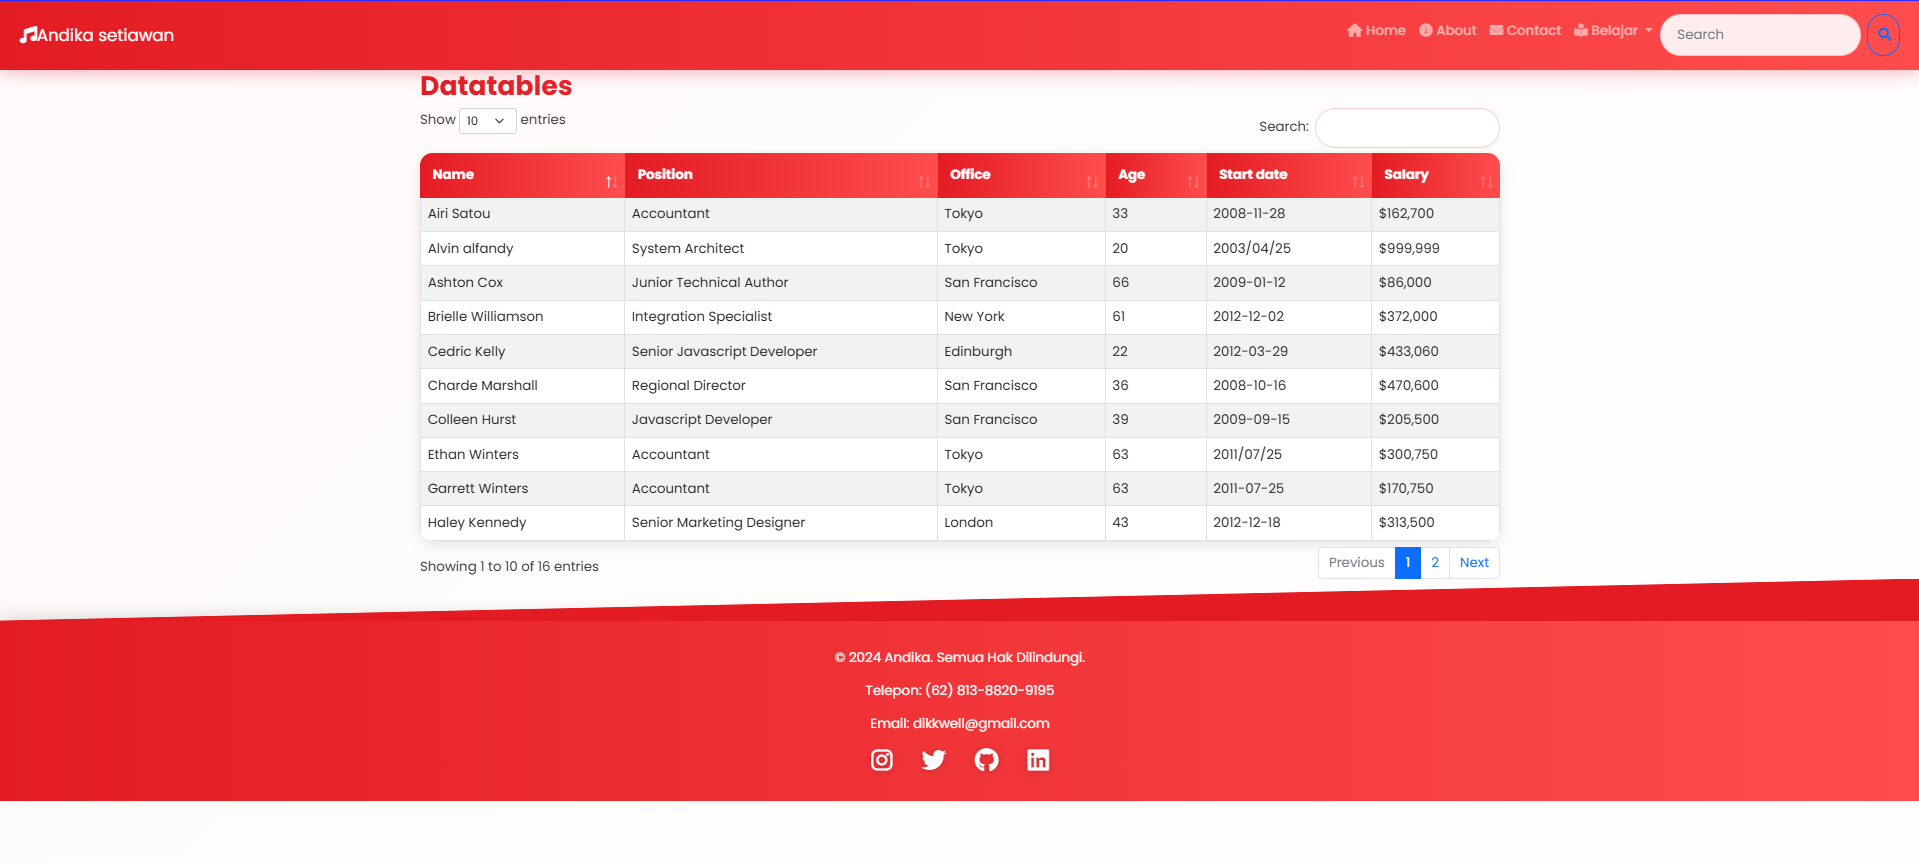 Andika setiawan
Home About Contact Belajar Search
Datatables
Show 10 entries
Search:
Name Position Office Age Start date Salary
Airi Satou Accountant Tokyo 33 2008-11-28 $162,700
Alvin alfandy System Architect Tokyo 20 2003/04/25 $999,999
Ashton Cox Junior Technical Author San Francisco 66 2009-01-12 $86,000
Brielle Williamson Integration Specialist New York 61 2012-12-02 $372,000
Cedric Kelly Senior Javascript Developer Edinburgh 22 2012-03-29 $433,060
Charde Marshall Regional Director San Francisco 36 2008-10-16 $470,600
Colleen Hurst Javascript Developer San Francisco 39 2009-09-15 $205,500
Ethan Winters Accountant Tokyo 63 2011/07/25 $300,750
Garrett Winters Accountant Tokyo 63 2011-07-25 $170,750
Haley Kennedy Senior Marketing Designer London 43 2012-12-18 $313,500
Showing 1 to 10 of 16 entries
Previous 1 2 Next
© 2024 Andika. Semua Hak Dilindungi.
Telepon: (62) 813-8820-9195
Email: dikkwell@gmail.com